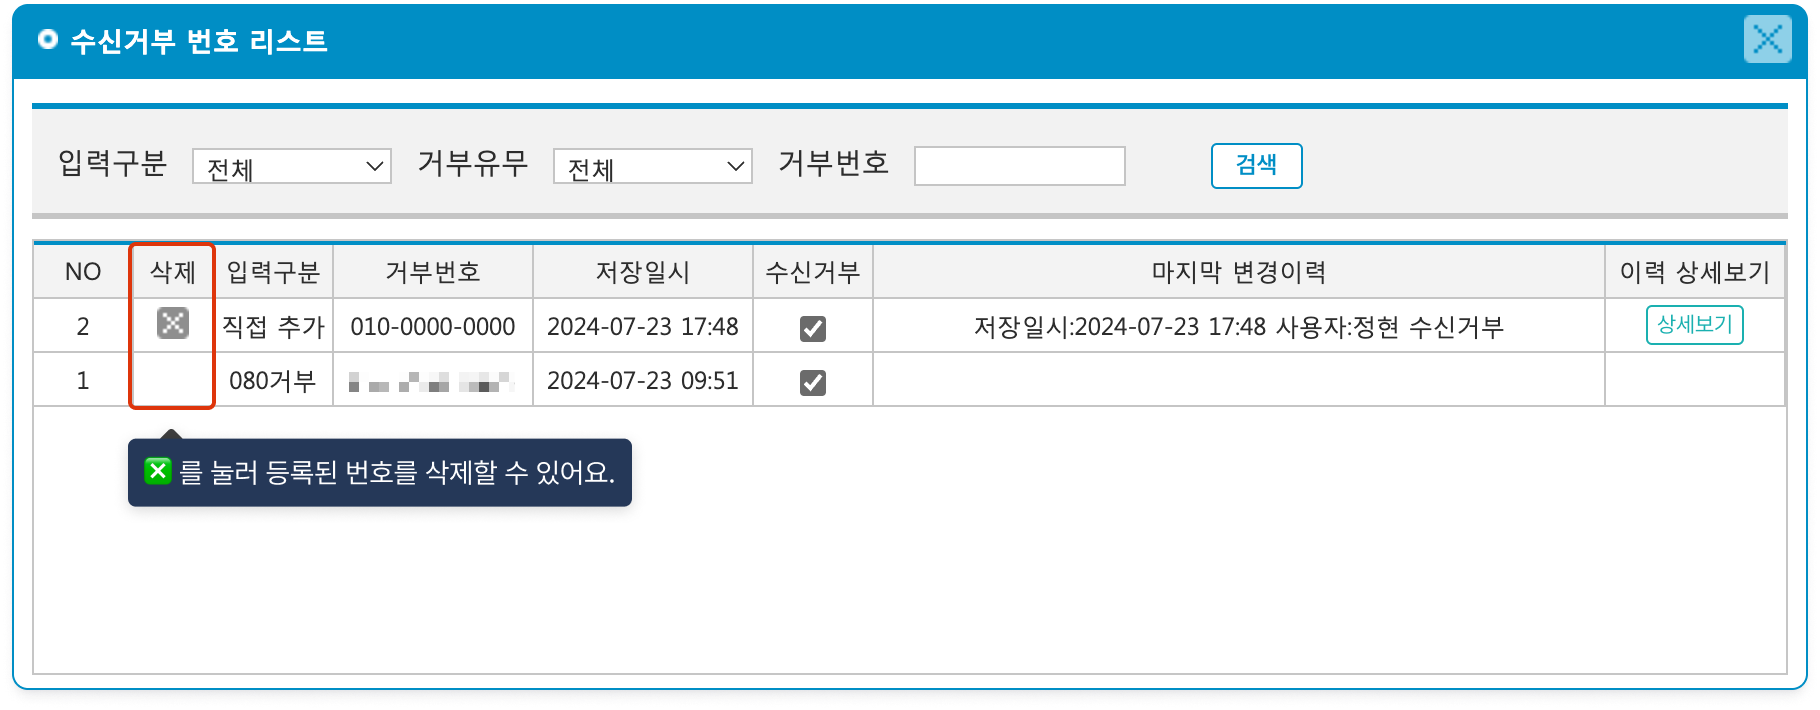 수신거부 번호 리스트
입력구분 전체 거부유무 전체 거부번호 검색
NO 삭제 입력구분 거부번호 저장일시 수신거부 마지막 변경이력 이력 상세보기
2 직접 추가 010-0000-0000 2024-07-23 17:48 저장일시:2024-07-23 17:48 사용자:정현 수신거부 상세보기
1 080거부 2024-07-23 09:51
를 눌러 등록된 번호를 삭제할 수 있어요.